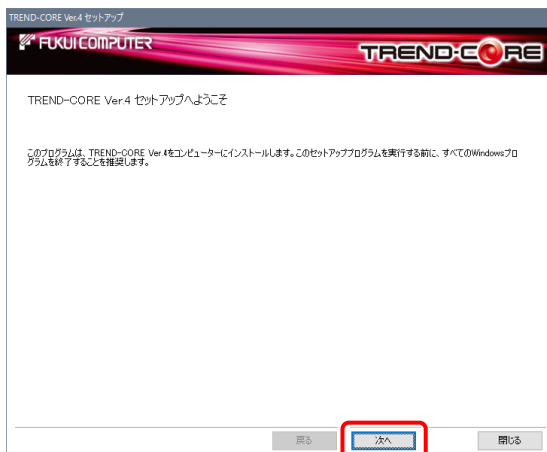 TREND-CORE Ver.4 セットアップ
FUKUI COMPUTER
TREND-CORE
TREND-CORE Ver.4 セットアップへようこそ
このプログラムは、TREND-CORE Ver.4をコンピューターにインストールします。このセットアッププログラムを実行する前に、すべてのWindowsプロ
グラムを終了することを推奨します。
戻る
次へ
閉じる